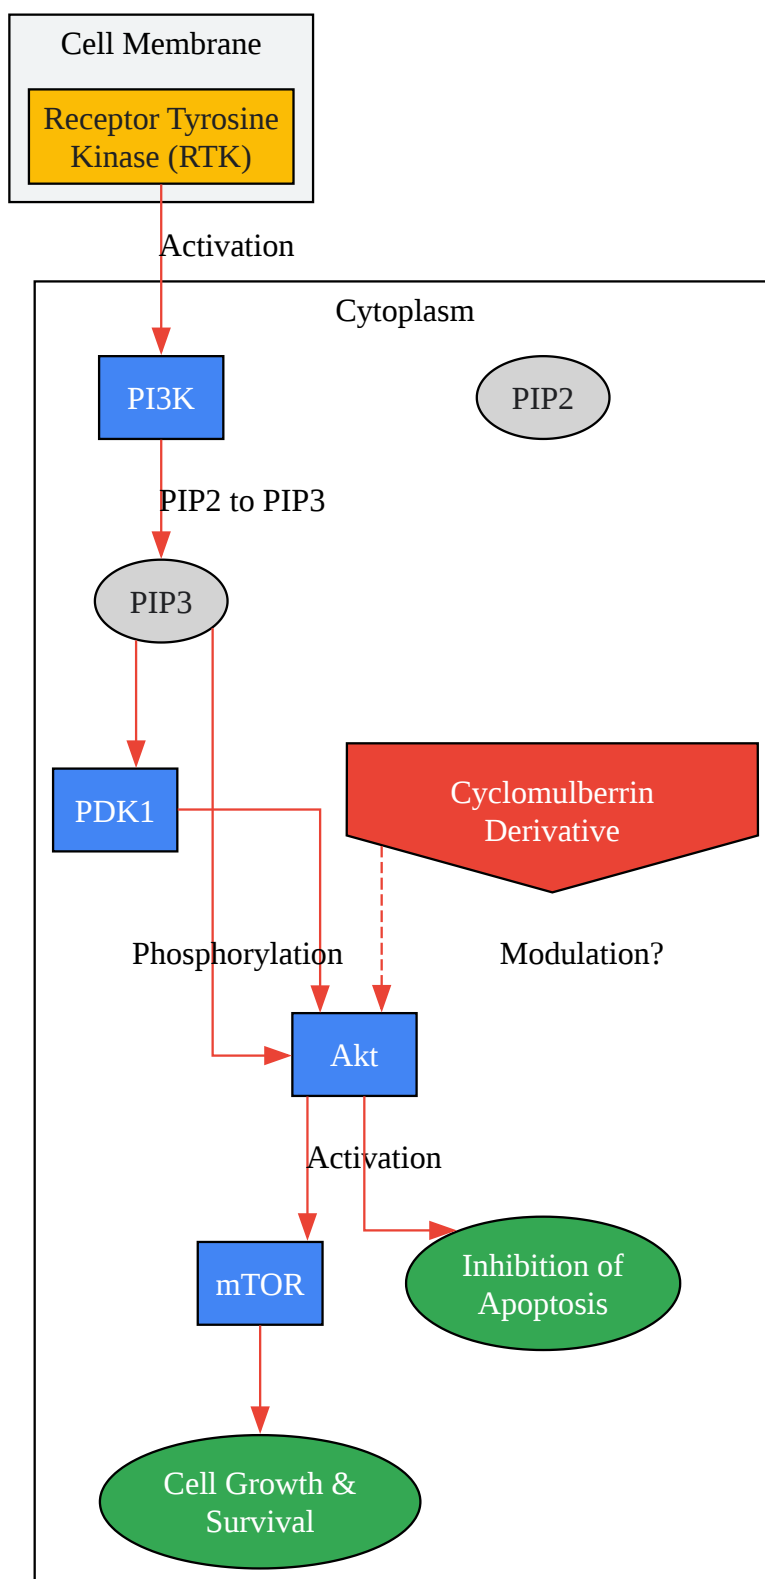 Cell Membrane
Receptor Tyrosine
Kinase (RTK)
Activation
Cytoplasm
PI3K
PIP2
PIP2 to PIP3
PIP3
PDK1
Cyclomulberrin
Derivative
Phosphorylation
Modulation?
Akt
Activation
mTOR
Inhibition of
Apoptosis
Cell Growth &
Survival